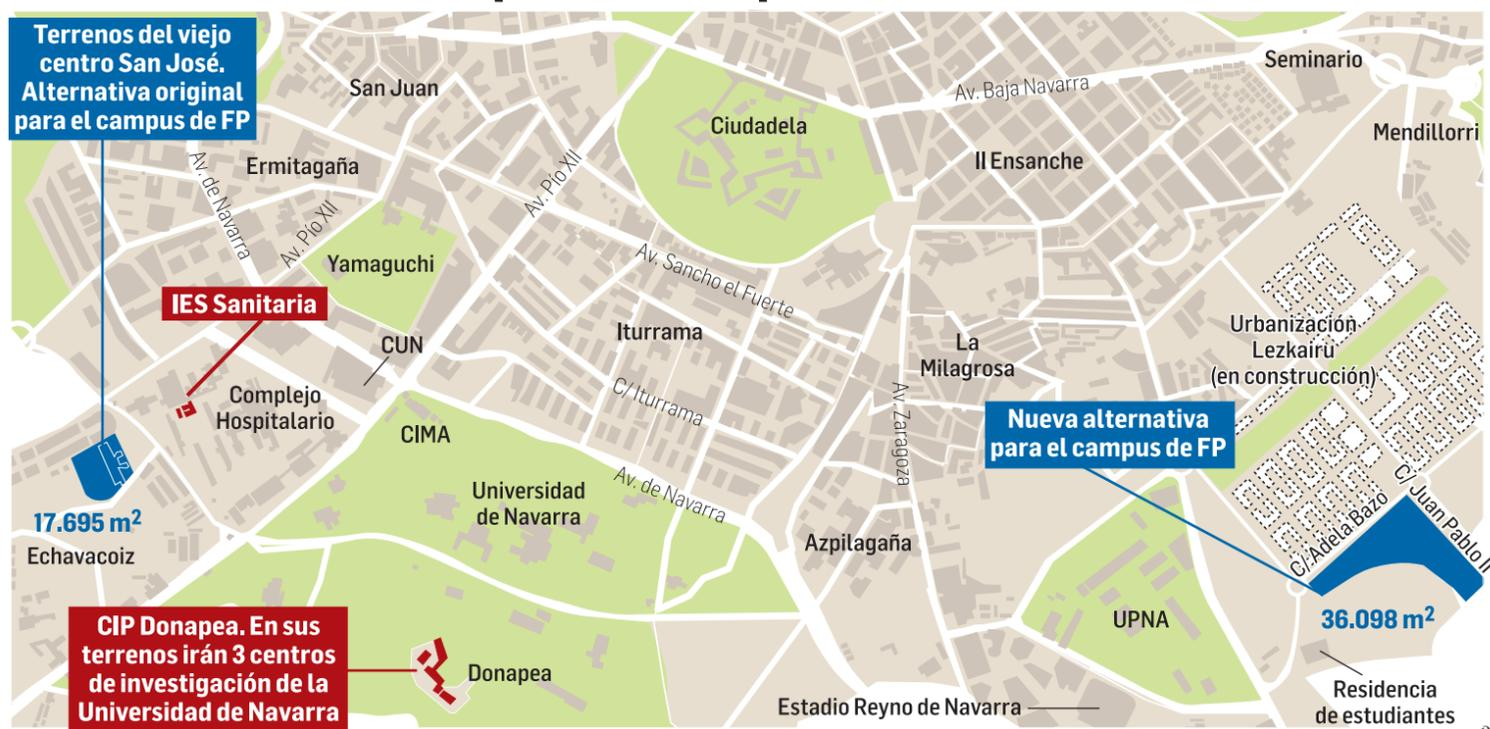 Terrenos del viejo
centro San José.
Alternativa original
para el campus de FP
San Juan
Ermitagaña
Av. de Navarra
Av. Pío XII
Yamaguchi
IES Sanitaria
CUN
Complejo
Hospitalario
CIMA
17.695 m²
Echavacoiz
Universidad
de Navarra
CIP Donapea. En sus
terrenos irán 3 centros
de investigación de la
Universidad de Navarra
Donapea
Av. Pío XII
Ciudadela
Av. Sancho el Fuerte
Iturrama
C/ Iturrama
Av. de Navarra
Av. Baja Navarra
II Ensanche
Seminario
Mendillorri
La
Milagrosa
Av. Zaragoza
Azpilagaña
Urbanización
Lezkairu
(en construcción)
Nueva alternativa
para el campus de FP
C/. Adela Bazo
C/ Juan Pablo II
36.098 m²
UPNA
Estadio Reyno de Navarra
Residencia
de estudiantes